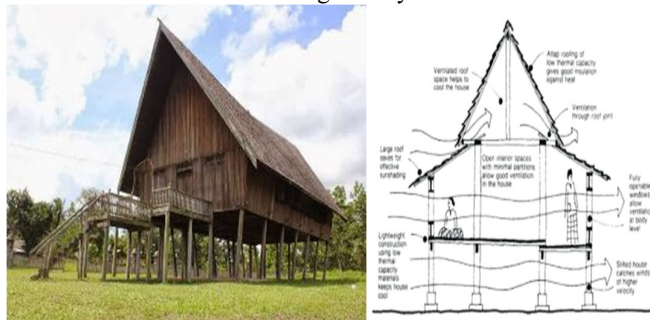 Ventilated roof
space helps to
cool the house
Attap roofing of
low thermal capacity
gives good insulation
against heat
Ventilation
through roof joint
Large roof
eaves for
effective
sunshading
Open interior spaces
with minimal partitions
allow good ventilation
in the house
Fully
openable
windows
allow
ventilation
at body
level
Lightweight
construction
using low
thermal
capacity
materials
keeps house
cool
Stilted house
catches winds
of higher
velocity